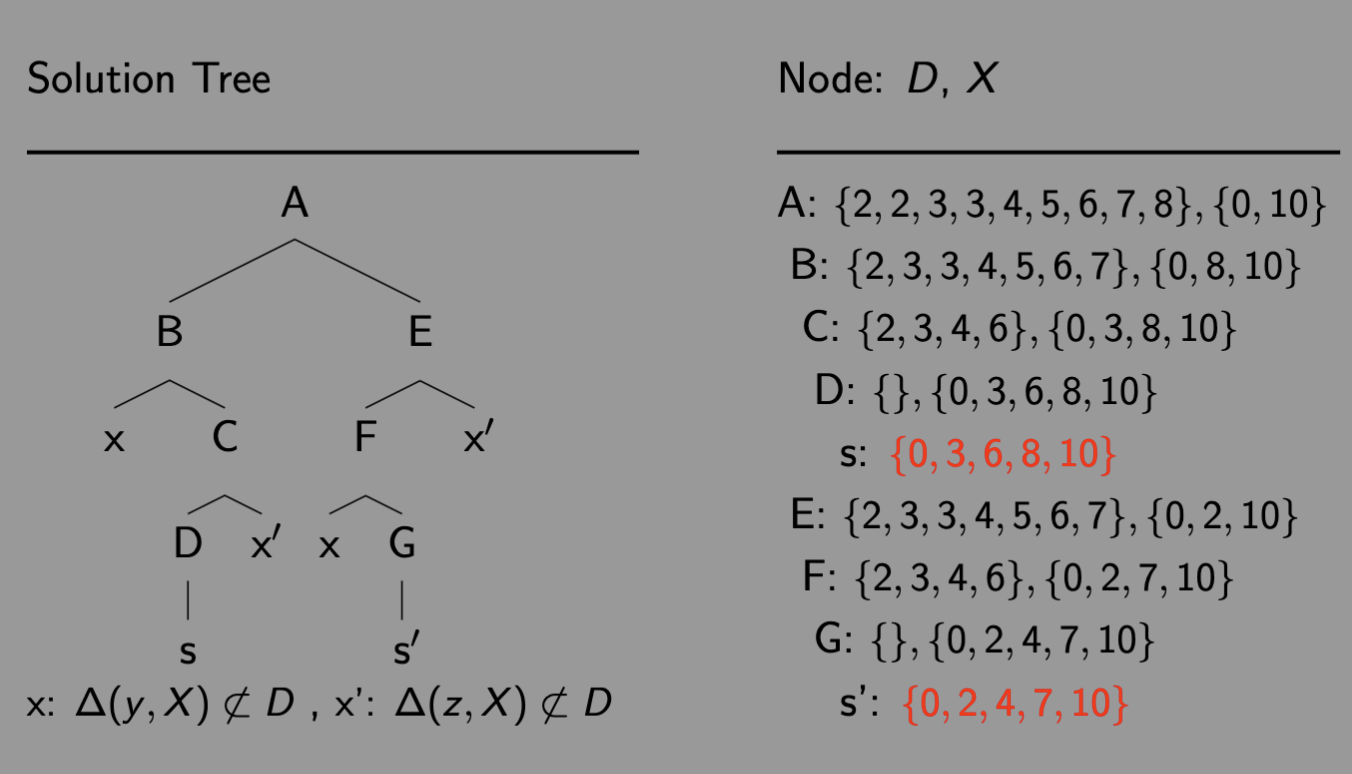 Solution Tree
Node: D, X
A
B E
x C F x′
D x′ x G
s s′
x: Δ(y, X) ⊄ D , x': Δ(z, X) ⊄ D
A: {2, 2, 3, 3, 4, 5, 6, 7, 8}, {0, 10}
B: {2, 3, 3, 4, 5, 6, 7}, {0, 8, 10}
C: {2, 3, 4, 6}, {0, 3, 8, 10}
D: {}, {0, 3, 6, 8, 10}
s: {0, 3, 6, 8, 10}
E: {2, 3, 3, 4, 5, 6, 7}, {0, 2, 10}
F: {2, 3, 4, 6}, {0, 2, 7, 10}
G: {}, {0, 2, 4, 7, 10}
s': {0, 2, 4, 7, 10}